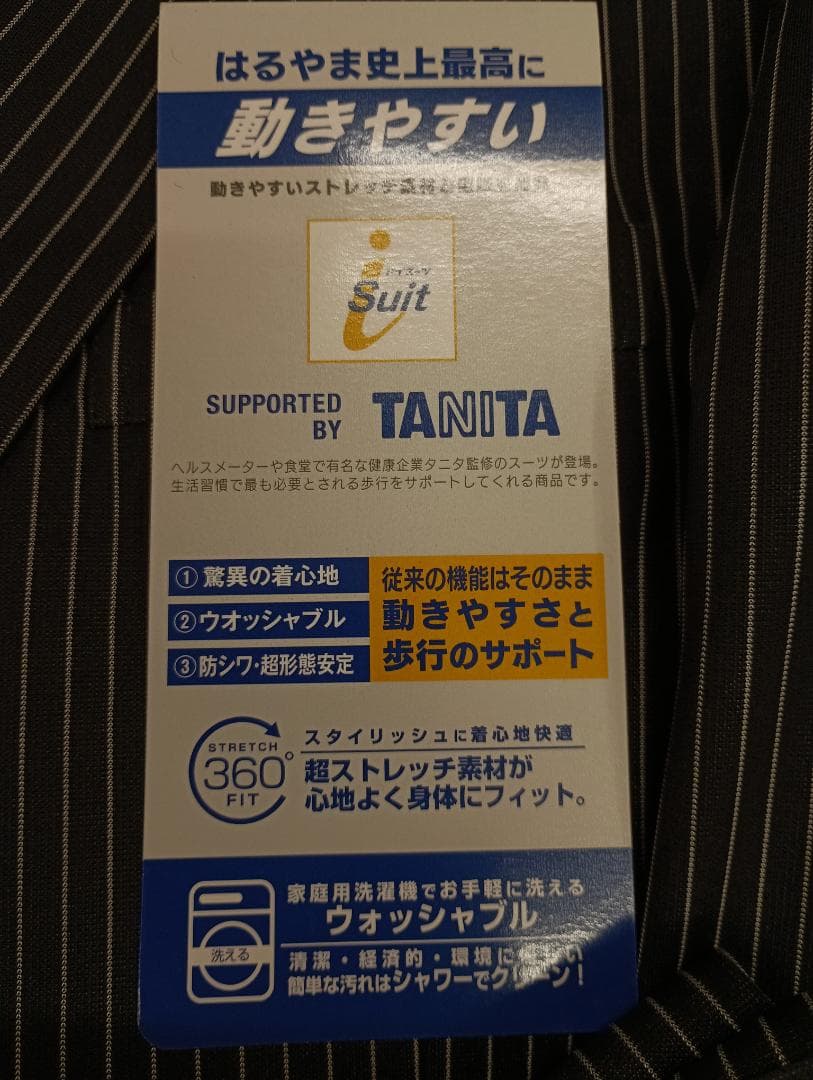 はるやま史上最高に
動きやすい
動きやすいストレッチ素材
i
アイスーツ
Suit
SUPPORTED
BY
TANITA
ヘルスメーターや食堂で有名な健康企業タニタ監修のスーツが登場。
生活習慣で最も必要とされる歩行をサポートしてくれる商品です。
①驚異の着心地
②ウオッシャブル
③防シワ・超形態安定
従来の機能はそのまま
動きやすさと
歩行のサポート
STRETCH
360°
FIT
スタイリッシュに着心地快適
超ストレッチ素材が
心地よく身体にフィット。
洗える
家庭用洗濯機でお手軽に洗える
ウォッシャブル
清潔・経済的・環境に
簡単な汚れはシャワーでクリーン!